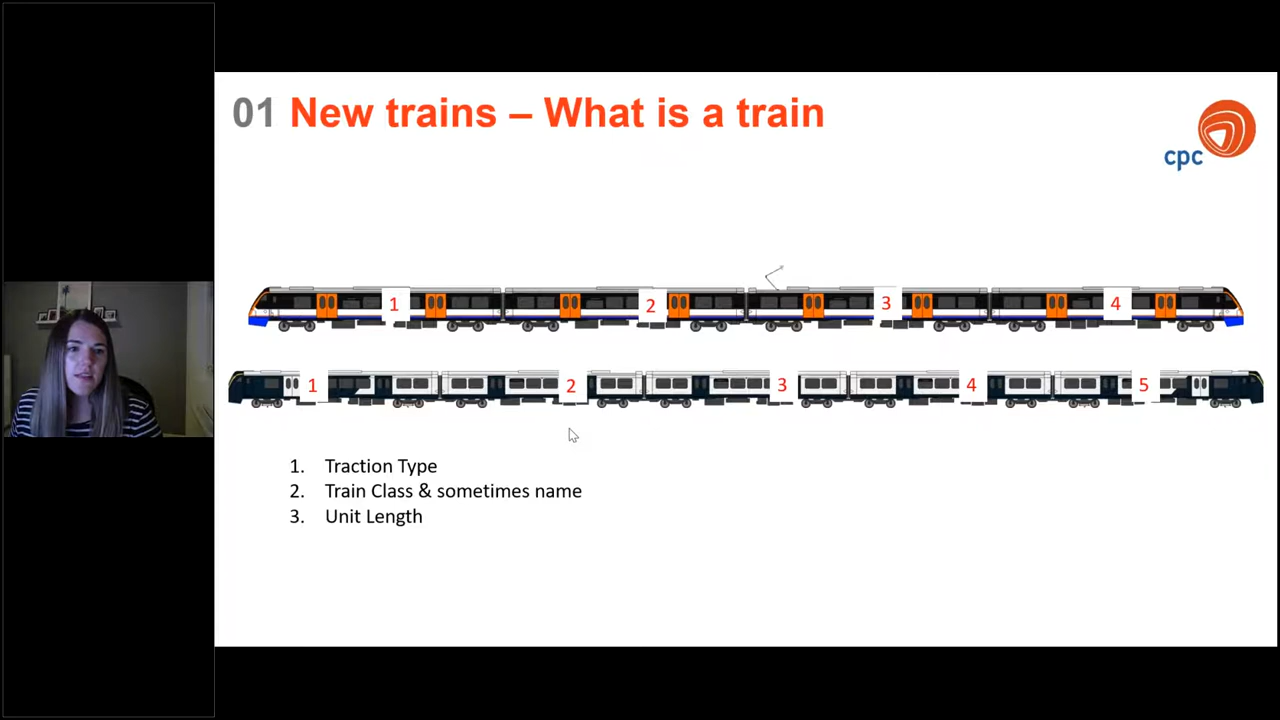 01 New trains – What is a train
cpc
1 2 3 4
1 2 3 4 5
1. Traction Type
2. Train Class & sometimes name
3. Unit Length